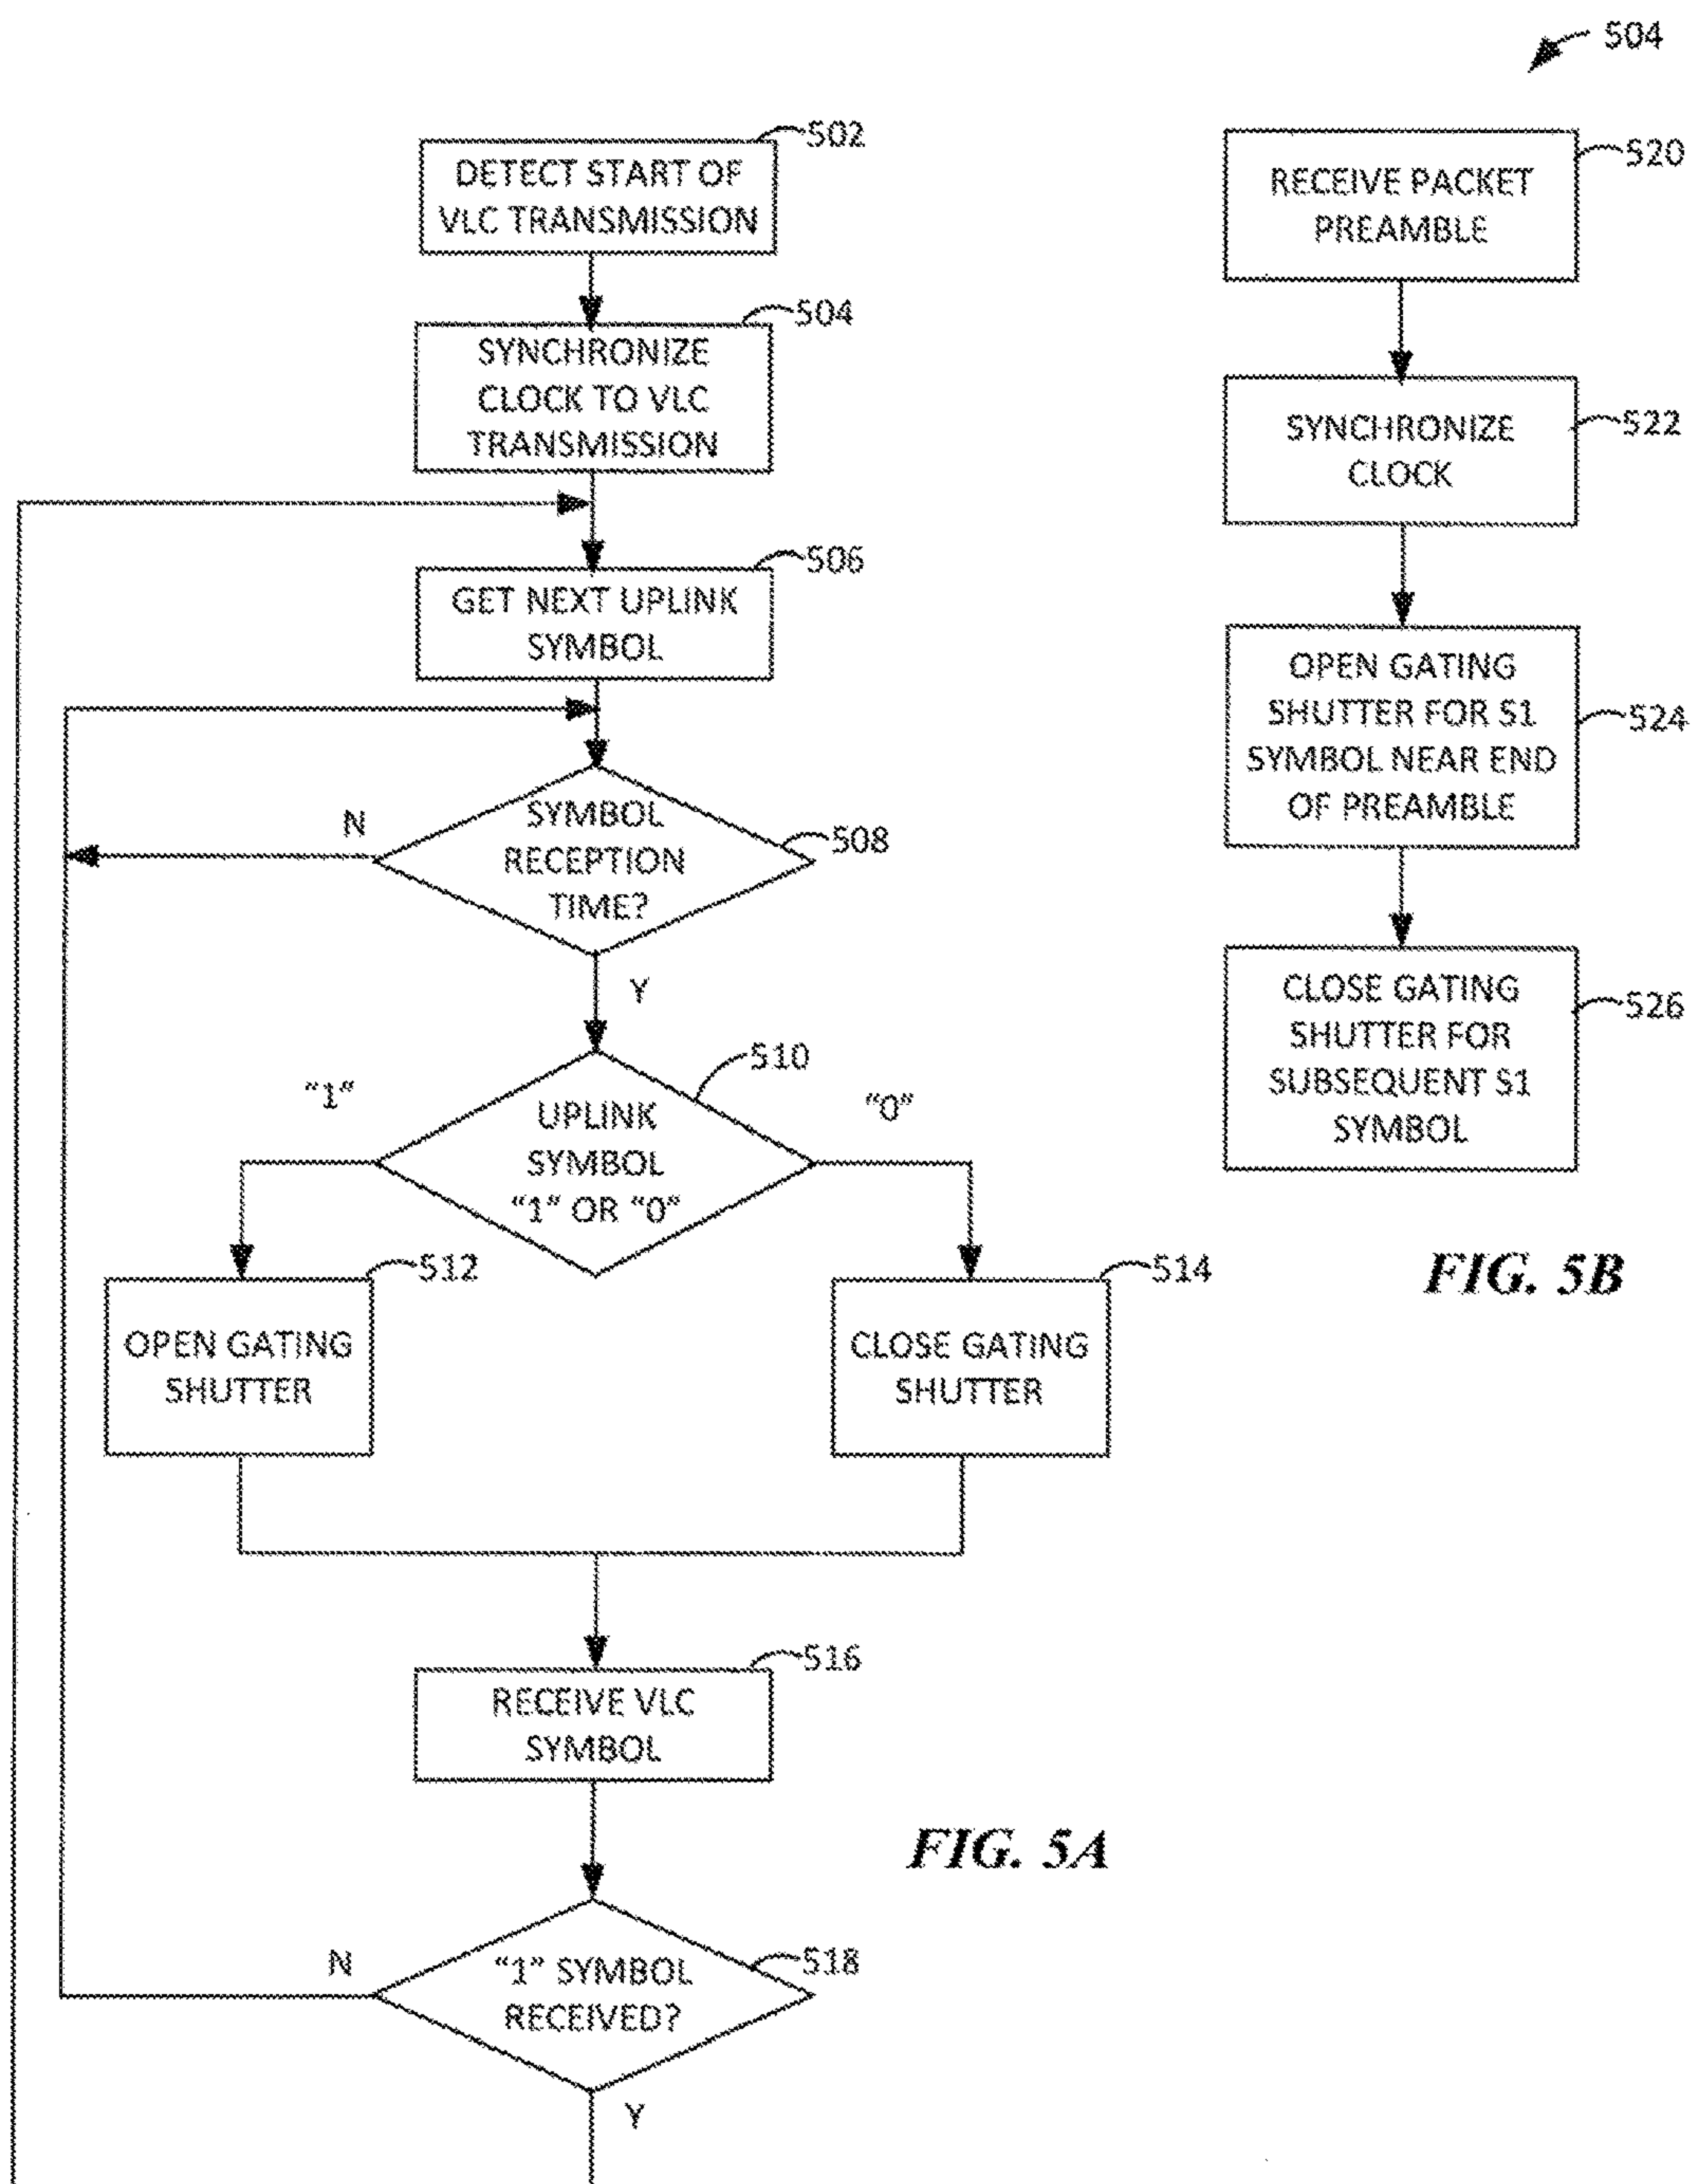 502
DETECT START OF
VLC TRANSMISSION
504
SYNCHRONIZE
CLOCK TO VLC
TRANSMISSION
506
GET NEXT UPLINK
SYMBOL
N
SYMBOL
RECEPTION
TIME?
508
Y
510
"1"
"0"
UPLINK
SYMBOL
"1" OR "0"
512
OPEN GATING
SHUTTER
514
CLOSE GATING
SHUTTER
516
RECEIVE VLC
SYMBOL
FIG. 5A
N
"1" SYMBOL
RECEIVED?
518
Y
504
520
RECEIVE PACKET
PREAMBLE
522
SYNCHRONIZE
CLOCK
OPEN GATING
SHUTTER FOR S1
SYMBOL NEAR END
OF PREAMBLE
524
CLOSE GATING
SHUTTER FOR
SUBSEQUENT S1
SYMBOL
526
FIG. 5B